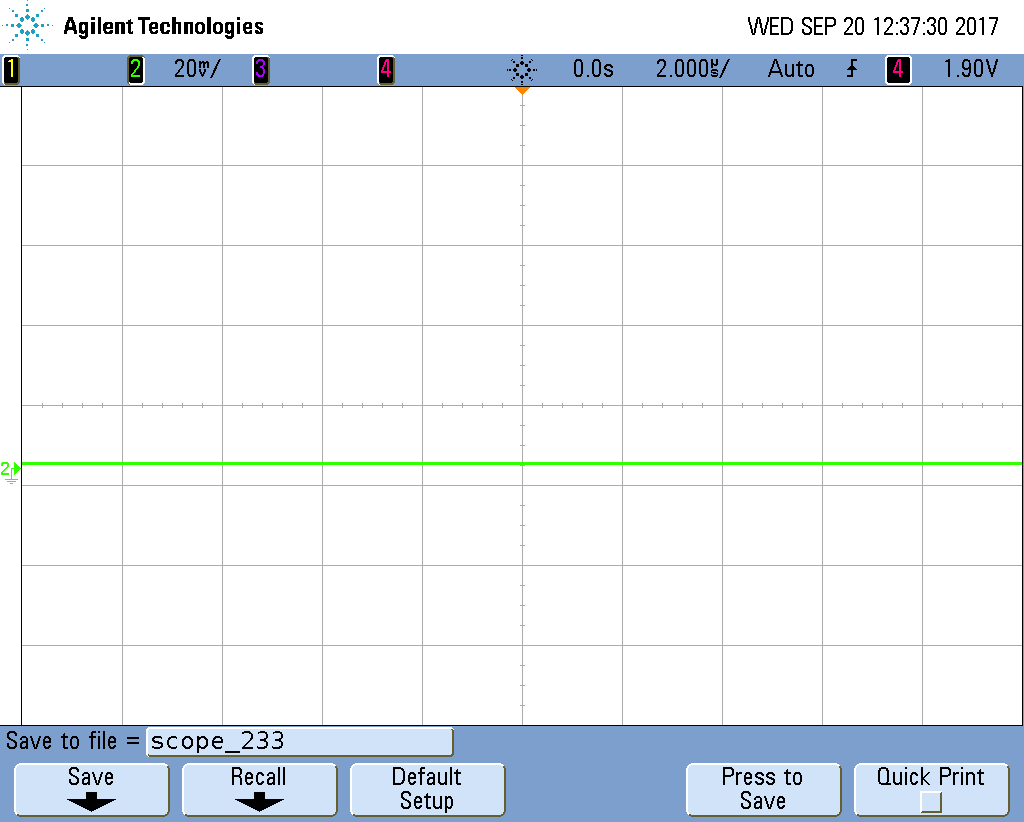 Agilent Technologies WED SEP 20 12:37:30 2017
1 2 20mV/ 3 4 0.0s 2.000us/ Auto 4 1.90V
2
Save to file = scope_233
Save Recall Default Setup Press to Save Quick Print